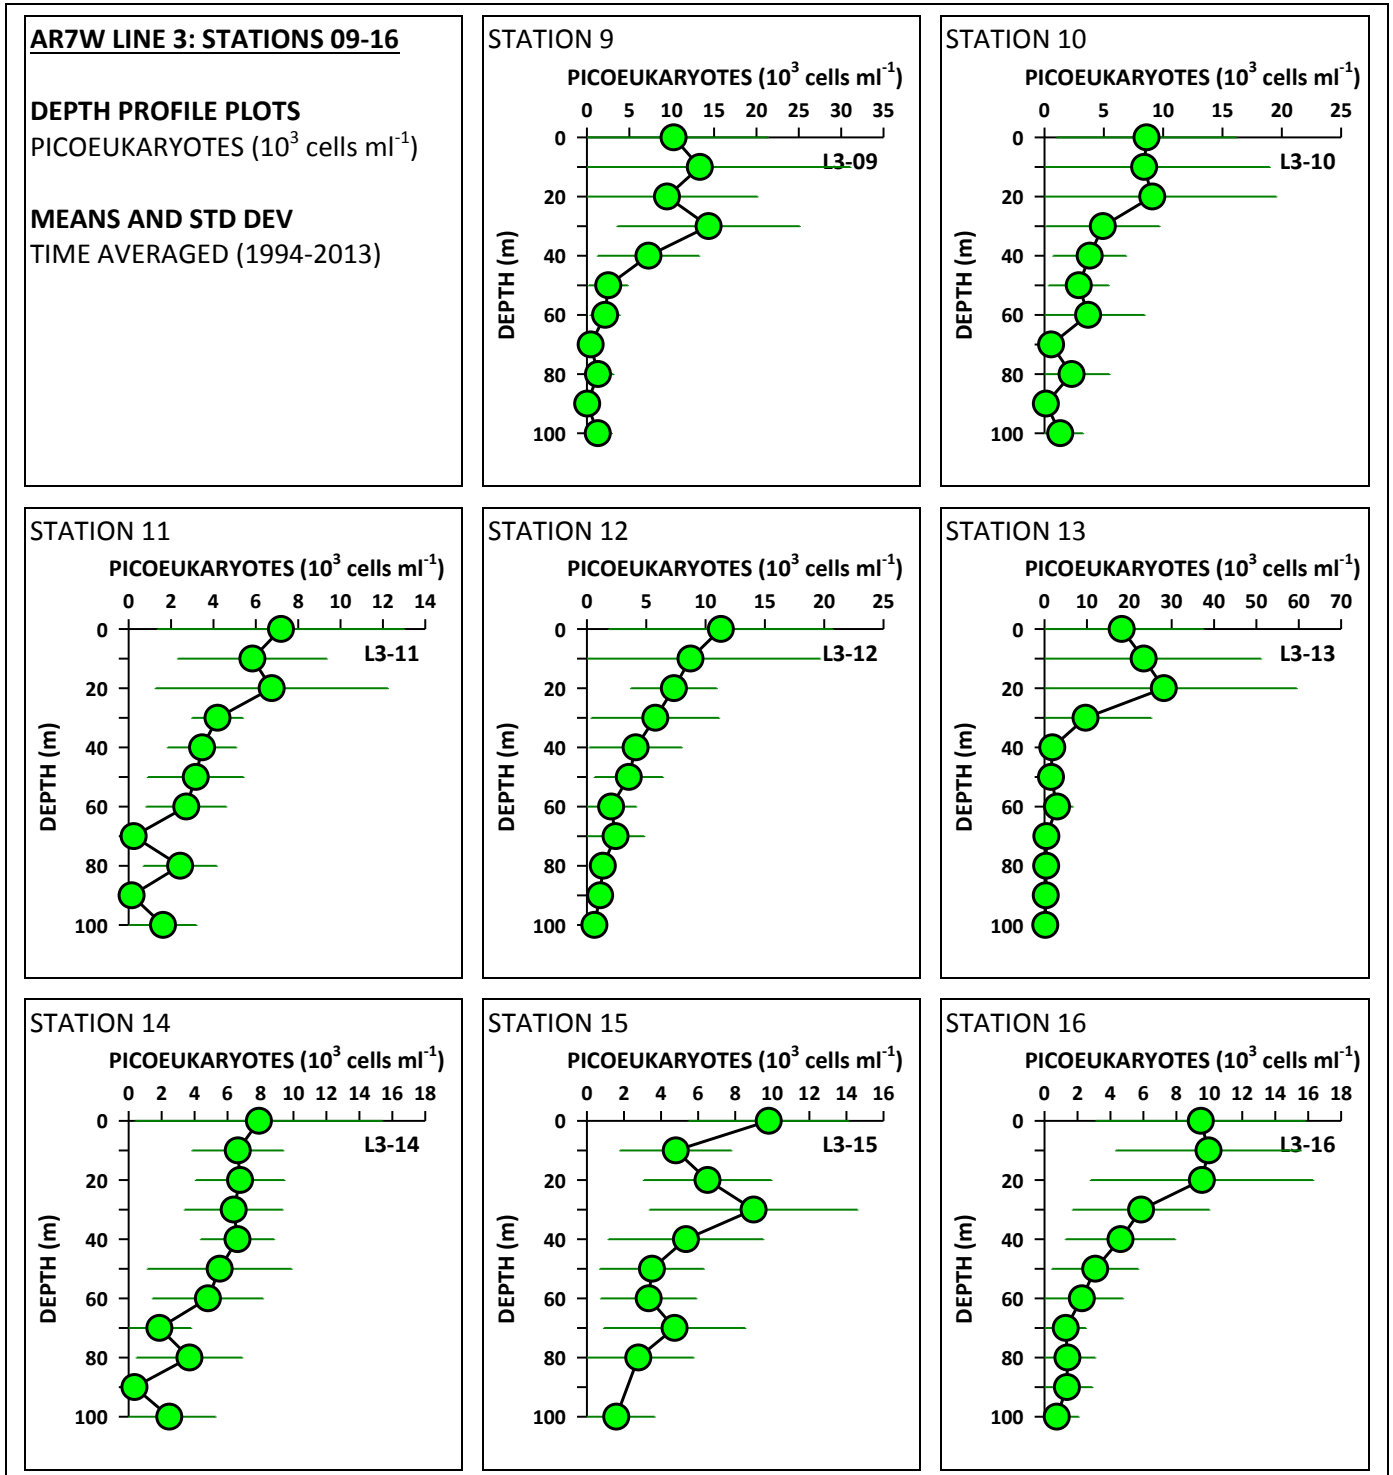 AR7W LINE 3: STATIONS 09-16
DEPTH PROFILE PLOTS
PICOEUKARYOTES (10³ cells ml⁻¹)
MEANS AND STD DEV
TIME AVERAGED (1994-2013)
STATION 9
PICOEUKARYOTES (10³ cells ml⁻¹)
0 5 10 15 20 25 30 35
0
L3-09
20
40
60
80
100
DEPTH (m)
STATION 10
PICOEUKARYOTES (10³ cells ml⁻¹)
0 5 10 15 20 25
0
L3-10
20
40
60
80
100
DEPTH (m)
STATION 11
PICOEUKARYOTES (10³ cells ml⁻¹)
0 2 4 6 8 10 12 14
0
L3-11
20
40
60
80
100
DEPTH (m)
STATION 12
PICOEUKARYOTES (10³ cells ml⁻¹)
0 5 10 15 20 25
0
L3-12
20
40
60
80
100
DEPTH (m)
STATION 13
PICOEUKARYOTES (10³ cells ml⁻¹)
0 10 20 30 40 50 60 70
0
L3-13
20
40
60
80
100
DEPTH (m)
STATION 14
PICOEUKARYOTES (10³ cells ml⁻¹)
0 2 4 6 8 10 12 14 16 18
0
L3-14
20
40
60
80
100
DEPTH (m)
STATION 15
PICOEUKARYOTES (10³ cells ml⁻¹)
0 2 4 6 8 10 12 14 16
0
L3-15
20
40
60
80
100
DEPTH (m)
STATION 16
PICOEUKARYOTES (10³ cells ml⁻¹)
0 2 4 6 8 10 12 14 16 18
0
L3-16
20
40
60
80
100
DEPTH (m)